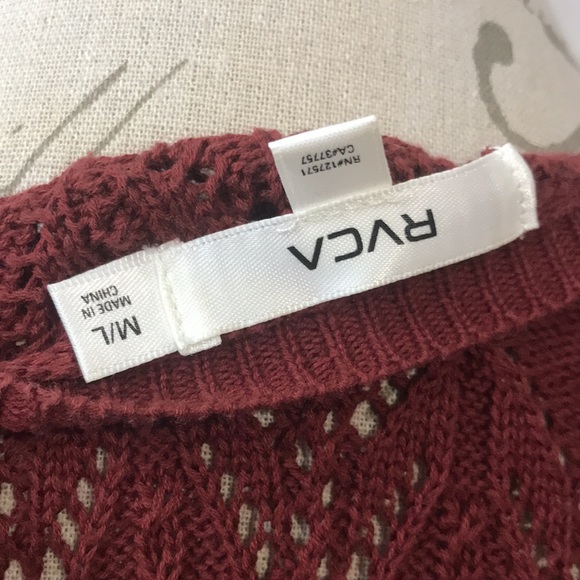 RVCA
RN#127571
CA#37757
M/L
MADE IN
CHINA